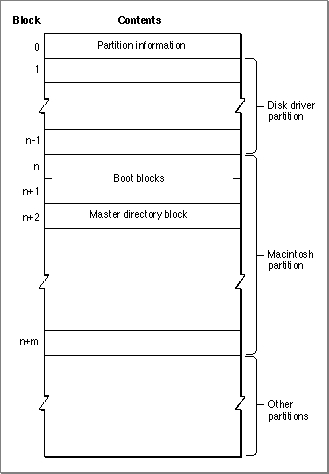 Block Contents
0 Partition information
1
Disk driver
partition
n-1
n
Boot blocks
n+1
n+2 Master directory block
Macintosh
partition
n+m
Other
partitions